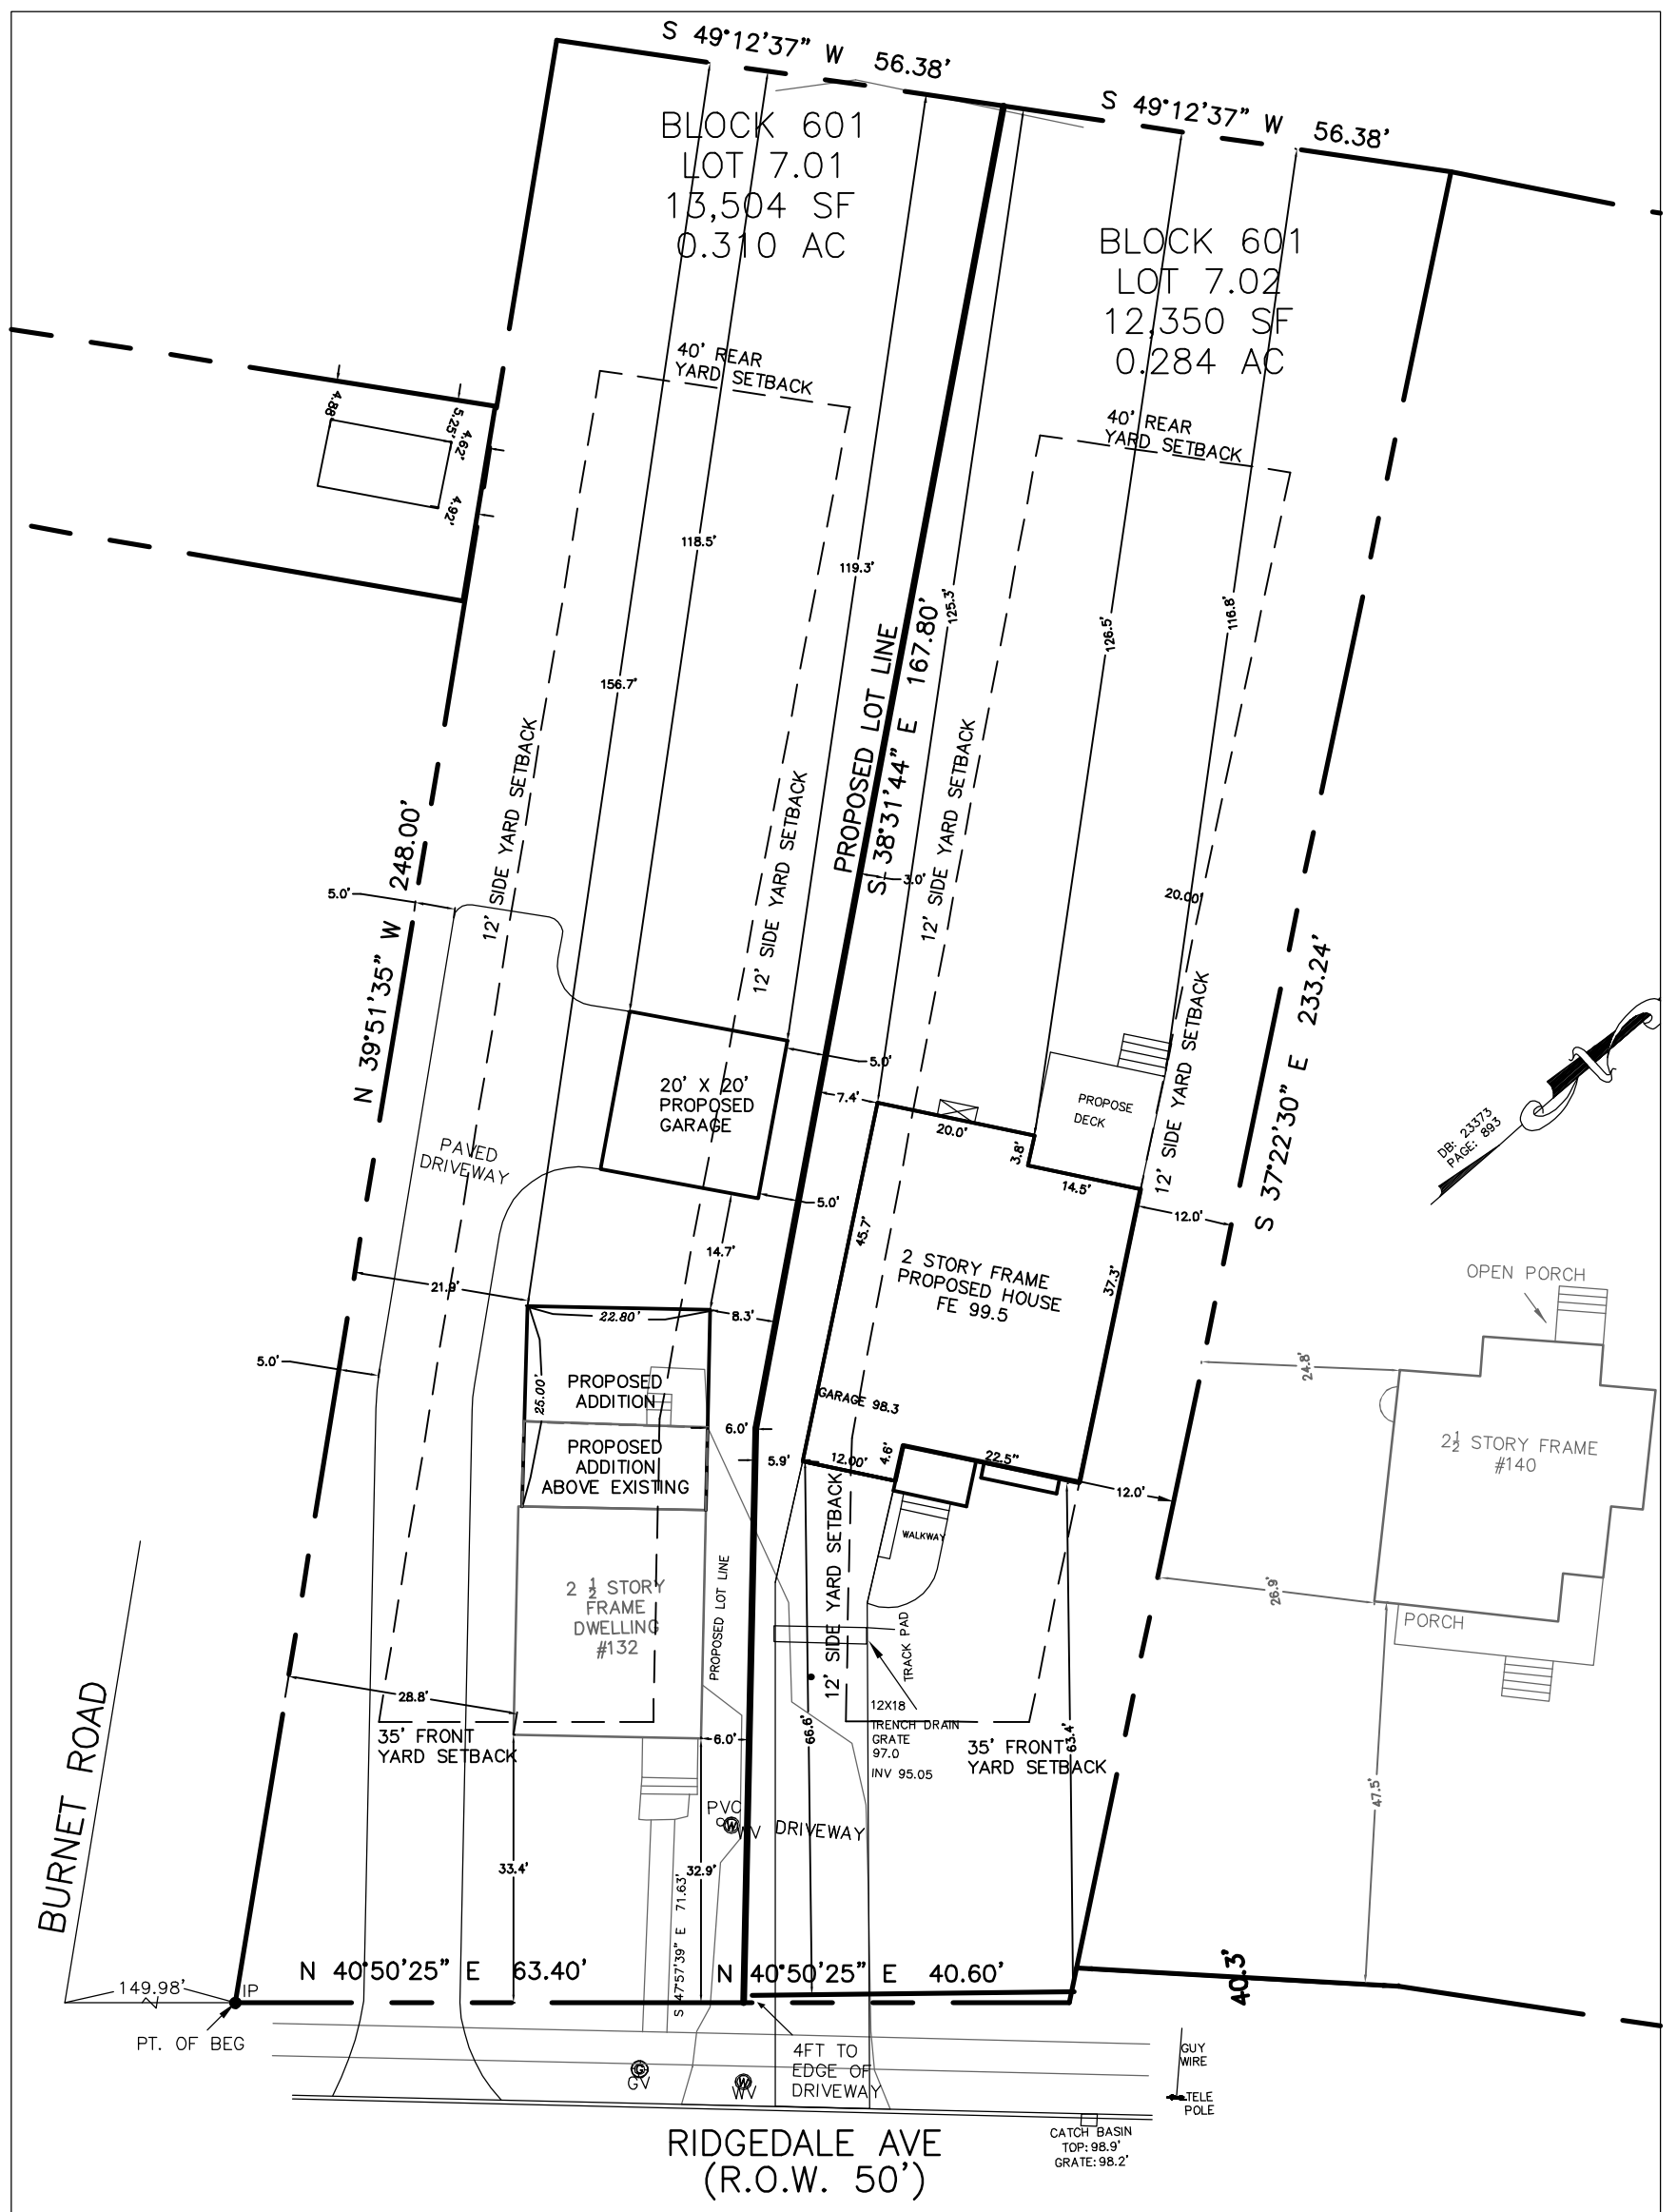 S 49°12'37" W 56.38'
S 49°12'37" W 56.38'
BLOCK 601
LOT 7.01
13,504 SF
0.310 AC
BLOCK 601
LOT 7.02
12,350 SF
0.284 AC
40' REAR
YARD SETBACK
40' REAR
YARD SETBACK
4.88'
5.25'
4.62'
4.92'
118.5'
119.3'
125.3'
126.5'
116.8'
156.7'
PROPOSED LOT LINE
S 38°31'44" E 167.80'
12' SIDE YARD SETBACK
12' SIDE YARD SETBACK
12' SIDE YARD SETBACK
12' SIDE YARD SETBACK
N 39°51'35" W 248.00'
S 37°22'30" E 233.24'
5.0'
3.0'
20.00'
DB: 23373
PAGE: 893
20' X 20'
PROPOSED
GARAGE
5.0'
7.4'
20.0'
3.8'
PROPOSE
DECK
14.5'
PAVED
DRIVEWAY
5.0'
12.0'
14.7'
45.7'
37.3'
2 STORY FRAME
PROPOSED HOUSE
FE 99.5
OPEN PORCH
21.9'
22.80'
8.3'
5.0'
25.00'
PROPOSED
ADDITION
GARAGE 98.3
24.8'
6.0'
5.9'
12.00'
4.6'
22.5"
PROPOSED
ADDITION
ABOVE EXISTING
12.0'
2½ STORY FRAME
#140
WALKWAY
12' SIDE YARD SETBACK
2 ½ STORY
FRAME
DWELLING
#132
PROPOSED LOT LINE
26.9'
PORCH
TRACK PAD
28.8'
12X18
TRENCH DRAIN
GRATE
97.0
INV 95.05
35' FRONT
YARD SETBACK
6.0'
66.6'
63.4'
35' FRONT
YARD SETBACK
47.5'
BURNET ROAD
PVC
WV
W
DRIVEWAY
33.4'
32.9'
S 47°57'39" E 71.63'
N 40°50'25" E 63.40'
N 40°50'25" E 40.60'
40.3'
149.98'
IP
PT. OF BEG
4FT TO
EDGE OF
DRIVEWAY
G
GV
W
WV
GUY
WIRE
TELE
POLE
CATCH BASIN
TOP: 98.9'
GRATE: 98.2'
RIDGEDALE AVE
(R.O.W. 50')